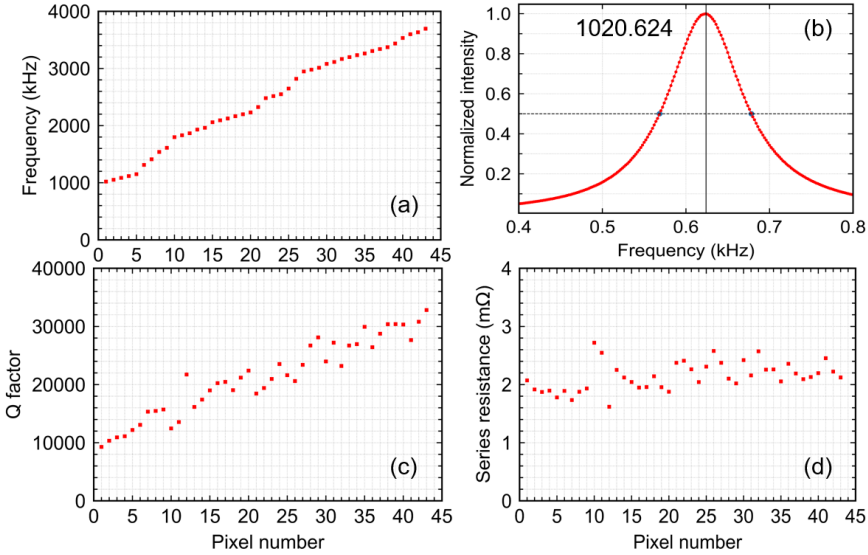 4000
3000
2000
1000
0
Frequency (kHz)
0 5 10 15 20 25 30 35 40 45
(a)
1.0
0.8
0.6
0.4
0.2
Normalized intensity
1020.624
(b)
0.4 0.5 0.6 0.7 0.8
Frequency (kHz)
40000
30000
20000
10000
0
Q factor
(c)
0 5 10 15 20 25 30 35 40 45
Pixel number
4
3
2
1
0
Series resistance (mΩ)
(d)
0 5 10 15 20 25 30 35 40 45
Pixel number